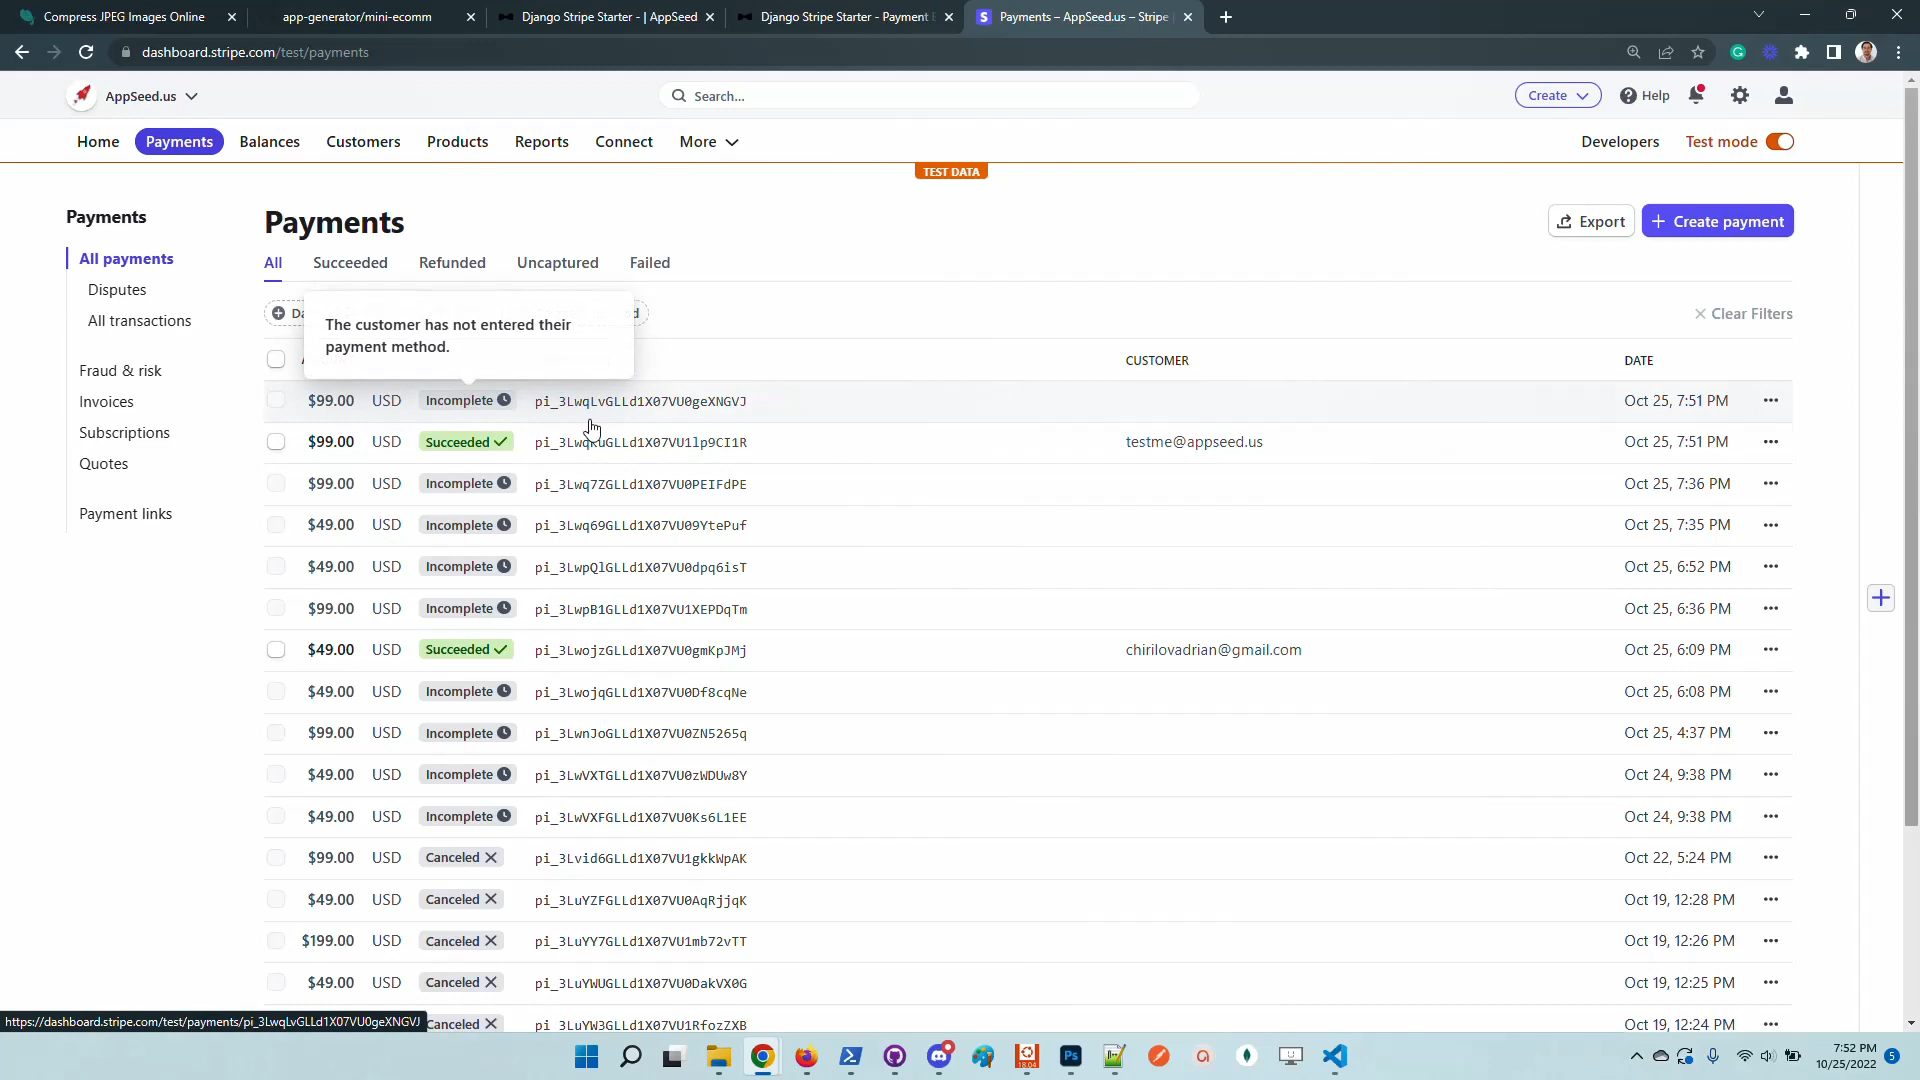 Compress JPEG Images Online
app-generator/mini-ecomm
Django Stripe Starter - | AppSeed
Django Stripe Starter - Payment
Payments – AppSeed.us – Stripe
dashboard.stripe.com/test/payments
AppSeed.us
Search...
Create
Help
Home
Payments
Balances
Customers
Products
Reports
Connect
More
Developers
Test mode
TEST DATA
Payments
All payments
Disputes
All transactions
Fraud & risk
Invoices
Subscriptions
Quotes
Payment links
Payments
Export
Create payment
All
Succeeded
Refunded
Uncaptured
Failed
The customer has not entered their
payment method.
Clear Filters
CUSTOMER
DATE
$99.00 USD Incomplete pi_3LwqLvGLLd1X07VU0geXNGVJ Oct 25, 7:51 PM
$99.00 USD Succeeded testme@appseed.us Oct 25, 7:51 PM
$99.00 USD Incomplete pi_3Lwq7ZGLLd1X07VU0PEIFdPE Oct 25, 7:36 PM
$49.00 USD Incomplete pi_3Lwq69GLLd1X07VU09YtePuf Oct 25, 7:35 PM
$49.00 USD Incomplete pi_3LwpQlGLLd1X07VU0dpq6isT Oct 25, 6:52 PM
$99.00 USD Incomplete pi_3LwpB1GLLd1X07VU1XEPDqTm Oct 25, 6:36 PM
$49.00 USD Succeeded pi_3LwojzGLLd1X07VU0gmKpJMj chirilovadrian@gmail.com Oct 25, 6:09 PM
$49.00 USD Incomplete pi_3LwojqGLLd1X07VU0Df8cqNe Oct 25, 6:08 PM
$99.00 USD Incomplete pi_3LwnJoGLLd1X07VU0ZN5265q Oct 25, 4:37 PM
$49.00 USD Incomplete pi_3LwVXTGLLd1X07VU0zWDUw8Y Oct 24, 9:38 PM
$49.00 USD Incomplete pi_3LwVXFGLLd1X07VU0Ks6L1EE Oct 24, 9:38 PM
$99.00 USD Canceled pi_3Lvid6GLLd1X07VU1gkkWpAK Oct 22, 5:24 PM
$49.00 USD Canceled pi_3LuYZFGLLd1X07VU0AqRjjqK Oct 19, 12:28 PM
$199.00 USD Canceled pi_3LuYY7GLLd1X07VU1mb72vTT Oct 19, 12:26 PM
$49.00 USD Canceled pi_3LuYWUGLLd1X07VU0DakVX0G Oct 19, 12:25 PM
Canceled pi_3LuYW3GLLd1X07VU1RfozZXB Oct 19, 12:24 PM
https://dashboard.stripe.com/test/payments/pi_3LwqLvGLLd1X07VU0geXNGVJ
Ps
18.04
7:52 PM
10/25/2022
5